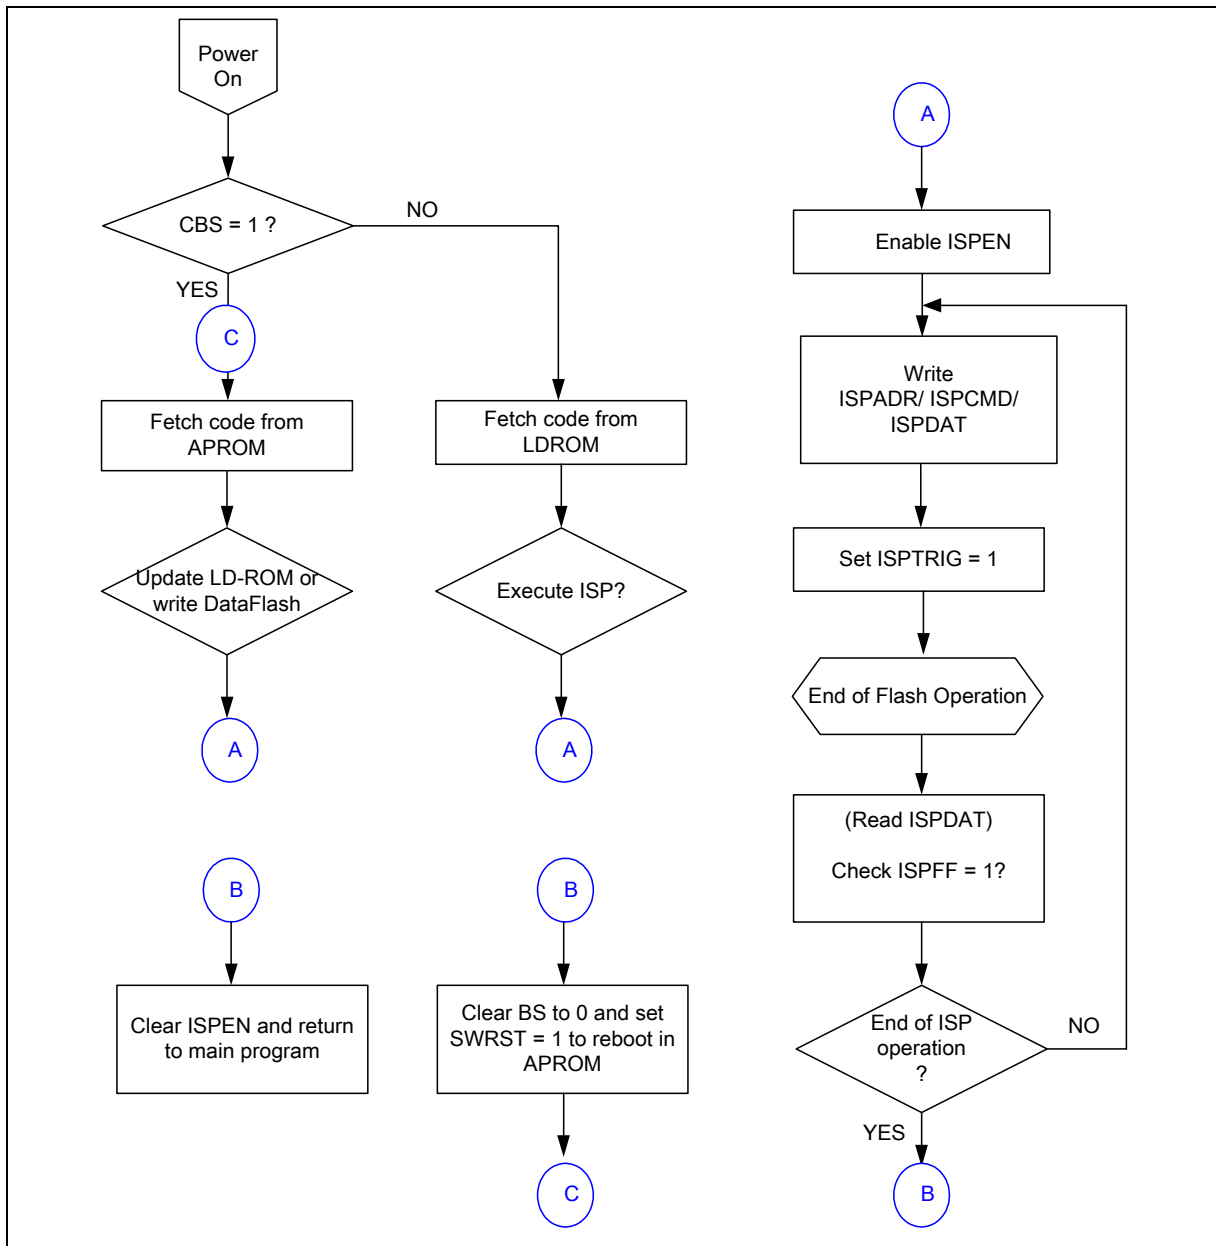 Power
On
CBS = 1 ?
NO
YES
C
Fetch code from
APROM
Fetch code from
LDROM
Update LD-ROM or
write DataFlash
Execute ISP?
A
A
B
B
Clear ISPEN and return
to main program
Clear BS to 0 and set
SWRST = 1 to reboot in
APROM
C
A
Enable ISPEN
Write
ISPADR/ ISPCMD/
ISPDAT
Set ISPTRIG = 1
End of Flash Operation
(Read ISPDAT)
Check ISPFF = 1?
End of ISP
operation
?
NO
YES
B